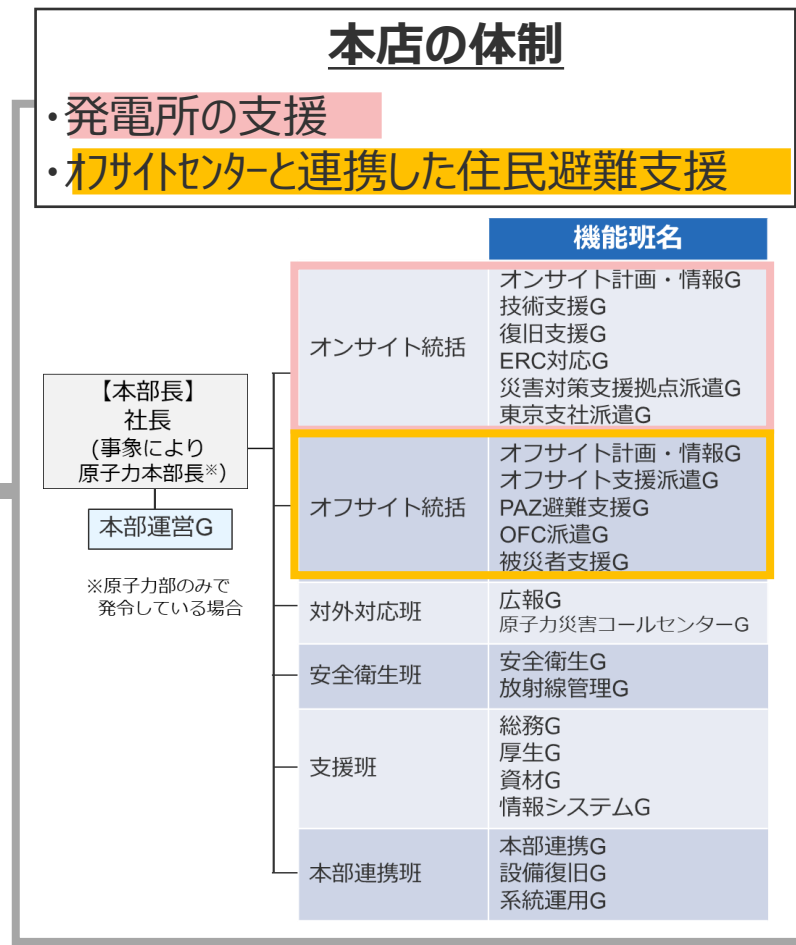 本店の体制
・発電所の支援
・オフサイトセンターと連携した住民避難支援
機能班名
オンサイト統括
オンサイト計画・情報G
技術支援G
復旧支援G
ERC対応G
災害対策支援拠点派遣G
東京支社派遣G
【本部長】
社長
(事象により
原子力本部長※)
本部運営G
※原子力部のみで
発令している場合
オフサイト統括
オフサイト計画・情報G
オフサイト支援派遣G
PAZ避難支援G
OFC派遣G
被災者支援G
対外対応班
広報G
原子力災害コールセンターG
安全衛生班
安全衛生G
放射線管理G
支援班
総務G
厚生G
資材G
情報システムG
本部連携班
本部連携G
設備復旧G
系統運用G